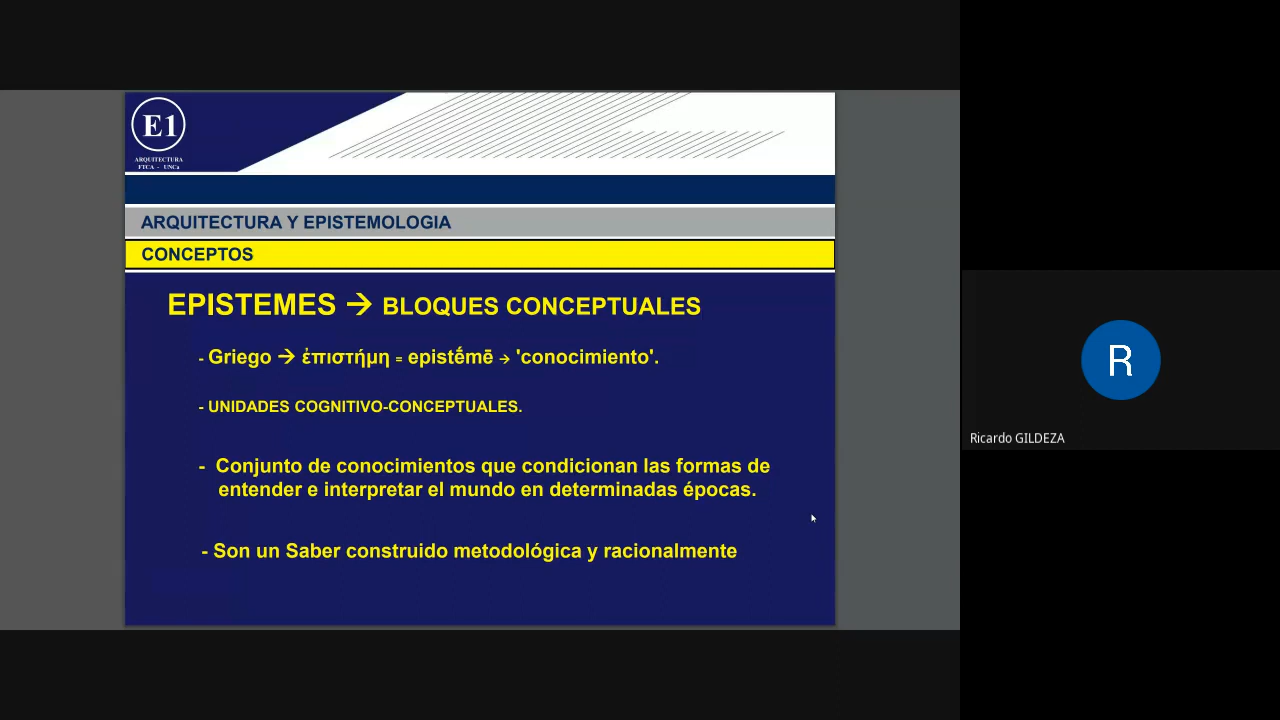 E1
ARQUITECTURA
FTCA - UNCa
ARQUITECTURA Y EPISTEMOLOGIA
CONCEPTOS
EPISTEMES → BLOQUES CONCEPTUALES
- Griego → ἐπιστήμη = epistḗmē → 'conocimiento'.
- UNIDADES COGNITIVO-CONCEPTUALES.
- Conjunto de conocimientos que condicionan las formas de
entender e interpretar el mundo en determinadas épocas.
- Son un Saber construido metodológica y racionalmente
R
Ricardo GILDEZA